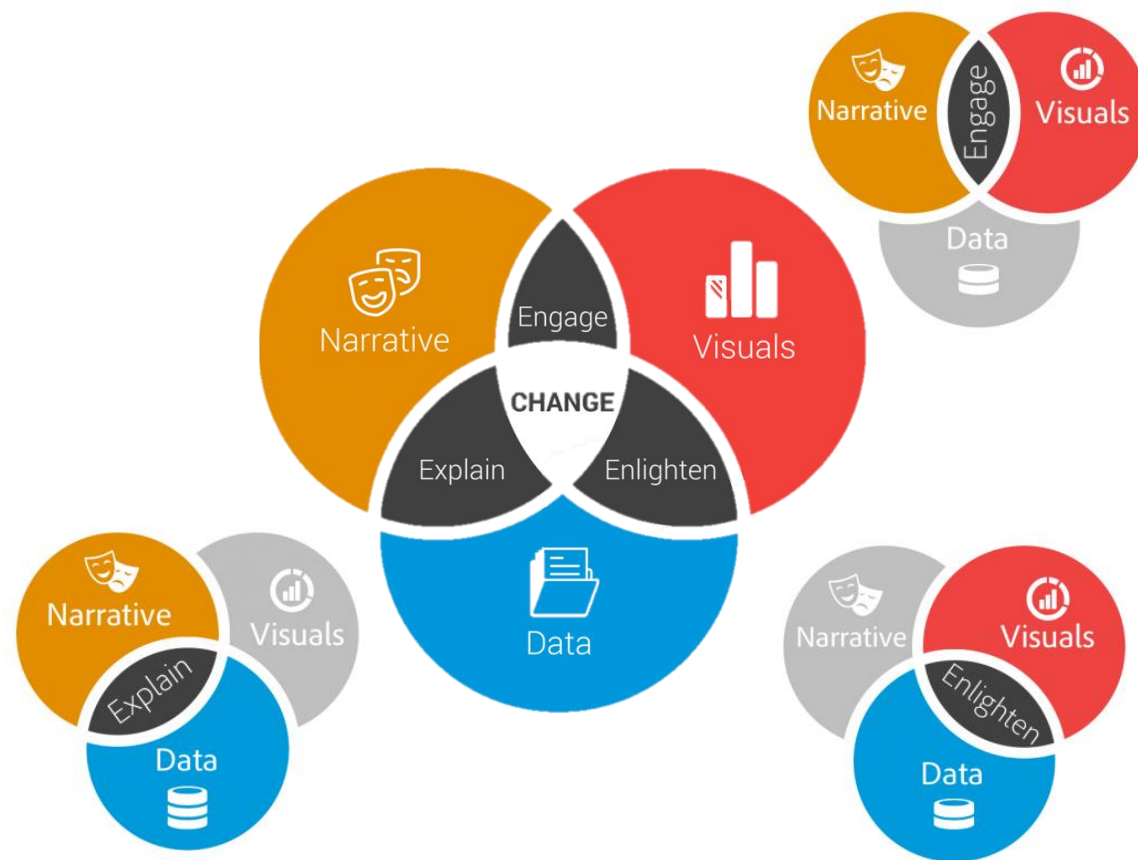 Narrative
Engage
Visuals
Data
Engage
Narrative
Visuals
CHANGE
Explain
Enlighten
Data
Narrative
Visuals
Explain
Data
Narrative
Visuals
Enlighten
Data